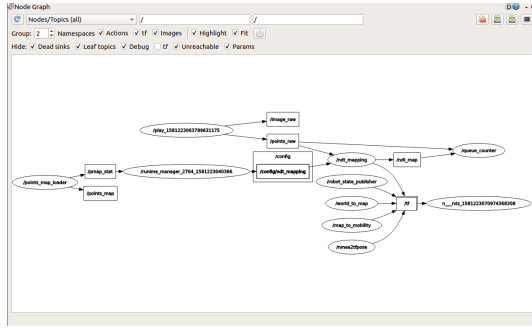 Node Graph
Nodes/Topics (all)
/
/
Group: 2 Namespaces Actions tf Images Highlight Fit
Hide: Dead sinks Leaf topics Debug tf Unreachable Params
/play_1581223063789631175
/image_raw
/points_raw
/config
/config/ndt_mapping
/ndt_mapping
/ndt_map
/queue_counter
/points_map_loader
/pmap_stat
/points_map
/runtime_manager_2764_1581223040366
/robot_state_publisher
/world_to_map
/map_to_mobility
/nmea2tfpose
/tf
n__rviz_1581223070974368308